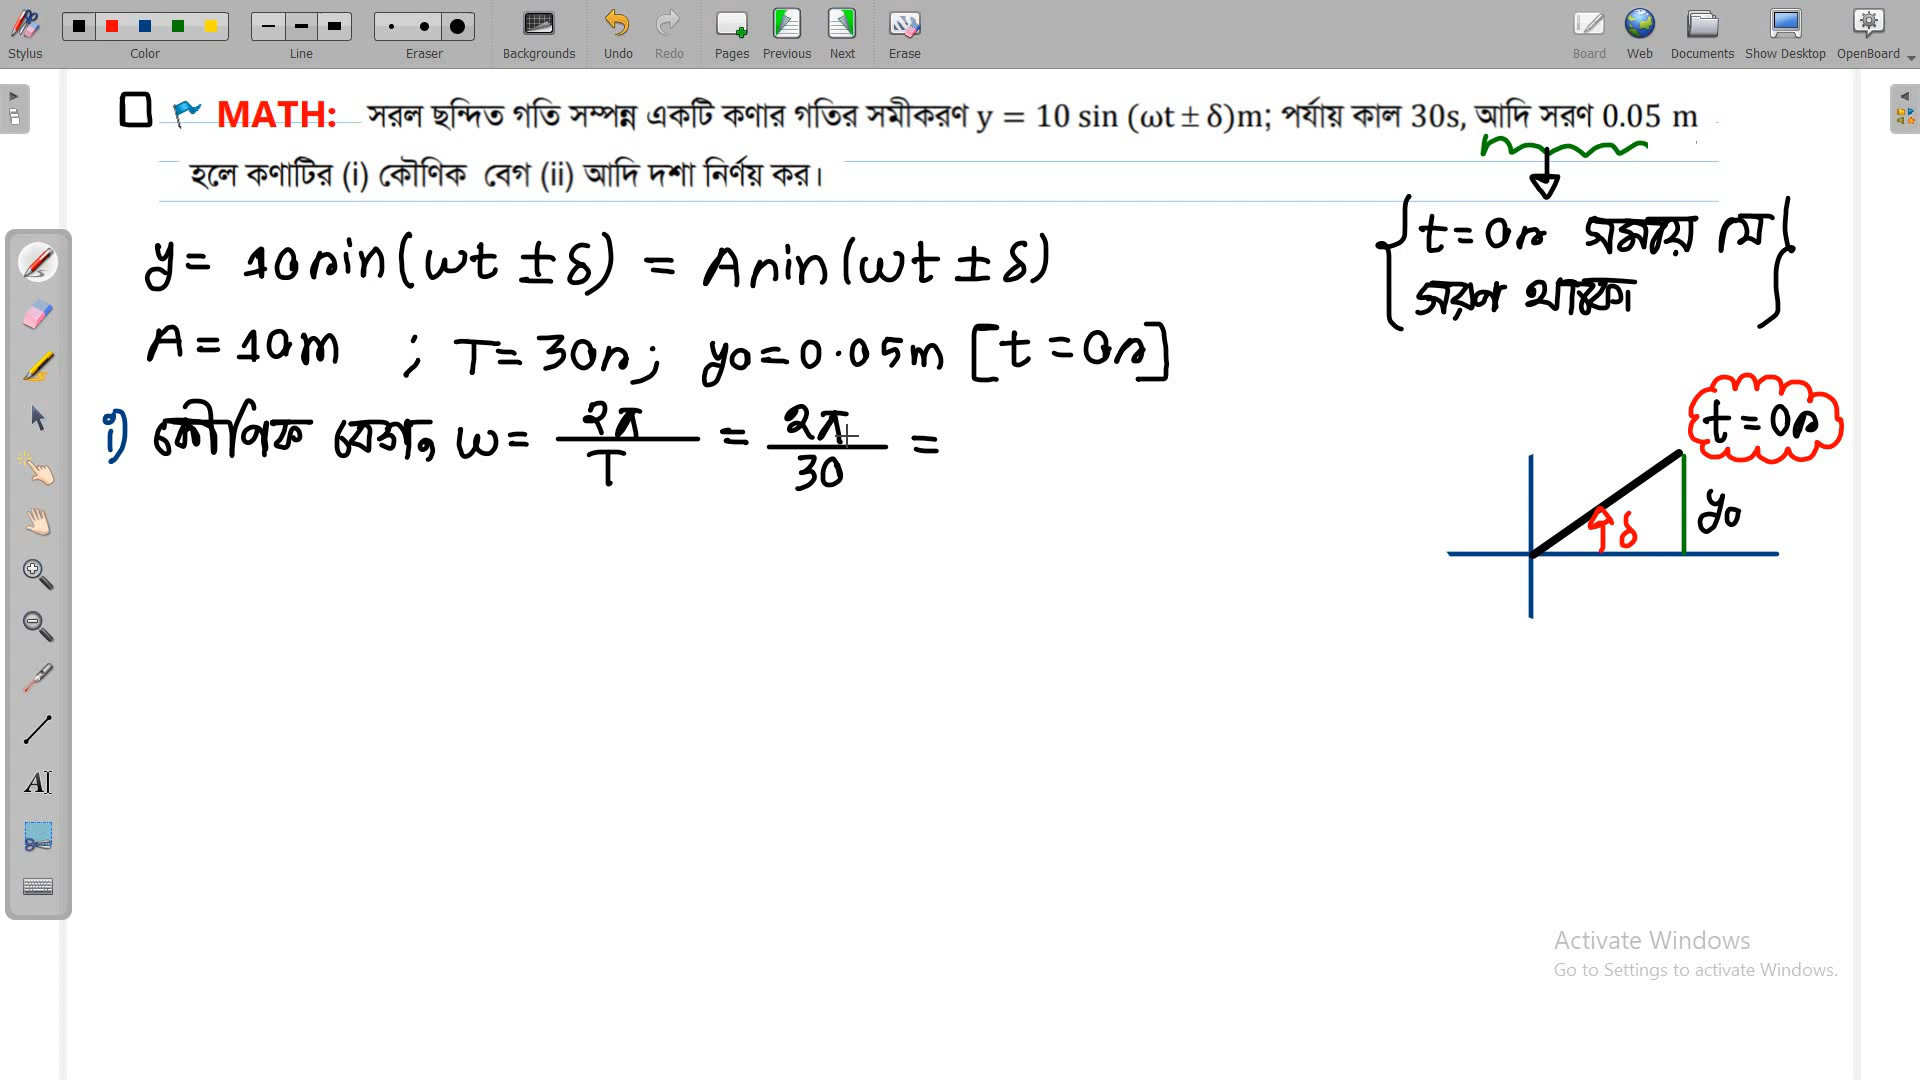 Stylus Color Line Eraser Backgrounds Undo Redo Pages Previous Next Erase Board Web Documents Show Desktop OpenBoard
MATH: সরল ছন্দিত গতি সম্পন্ন একটি কণার গতির সমীকরণ y = 10 sin (ωt ± δ)m; পর্যায় কাল 30s, আদি সরণ 0.05 m
হলে কণাটির (i) কৌণিক বেগ (ii) আদি দশা নির্ণয় কর।
{t = 0s সময়ে যে
সরণ থাকে}
y = 10 sin(ωt ± δ) = A sin(ωt ± δ)
A = 10m ; T = 30s; y0 = 0.05m [t = 0s]
i) কৌণিক বেগ, ω = 2π/T = 2π/30 =
t = 0s
y0
δ
Activate Windows
Go to Settings to activate Windows.